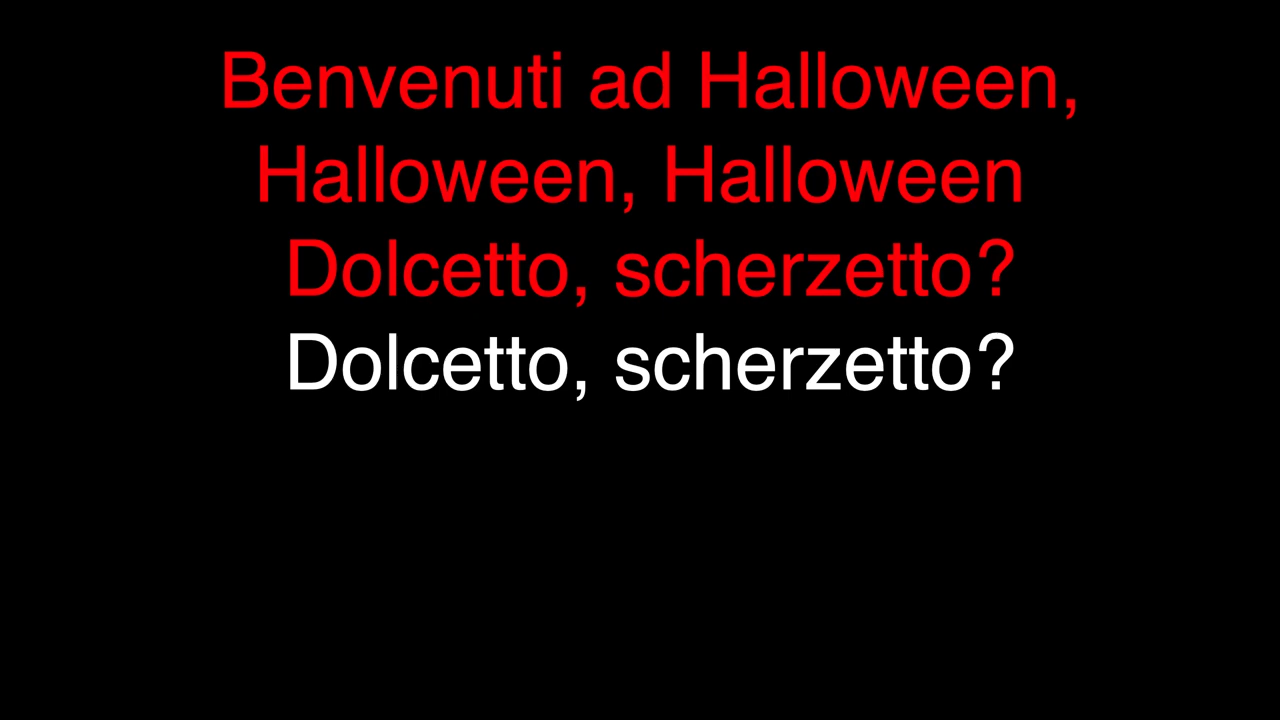 Benvenuti ad Halloween,
Halloween, Halloween
Dolcetto, scherzetto?
Dolcetto, scherzetto?